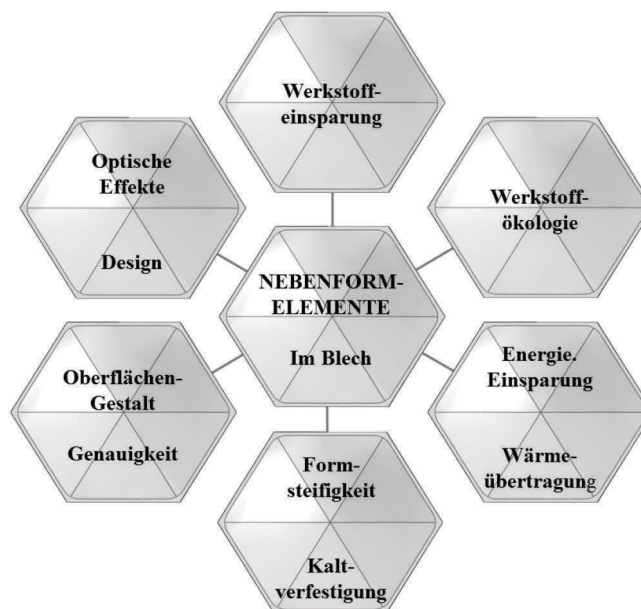 Werkstoff-
einsparung
Optische
Effekte
Design
Werkstoff-
ökologie
NEBENFORM-
ELEMENTE
Im Blech
Oberflächen-
Gestalt
Genauigkeit
Energie.
Einsparung
Wärme-
übertragung
Form-
steifigkeit
Kalt-
verfestigung